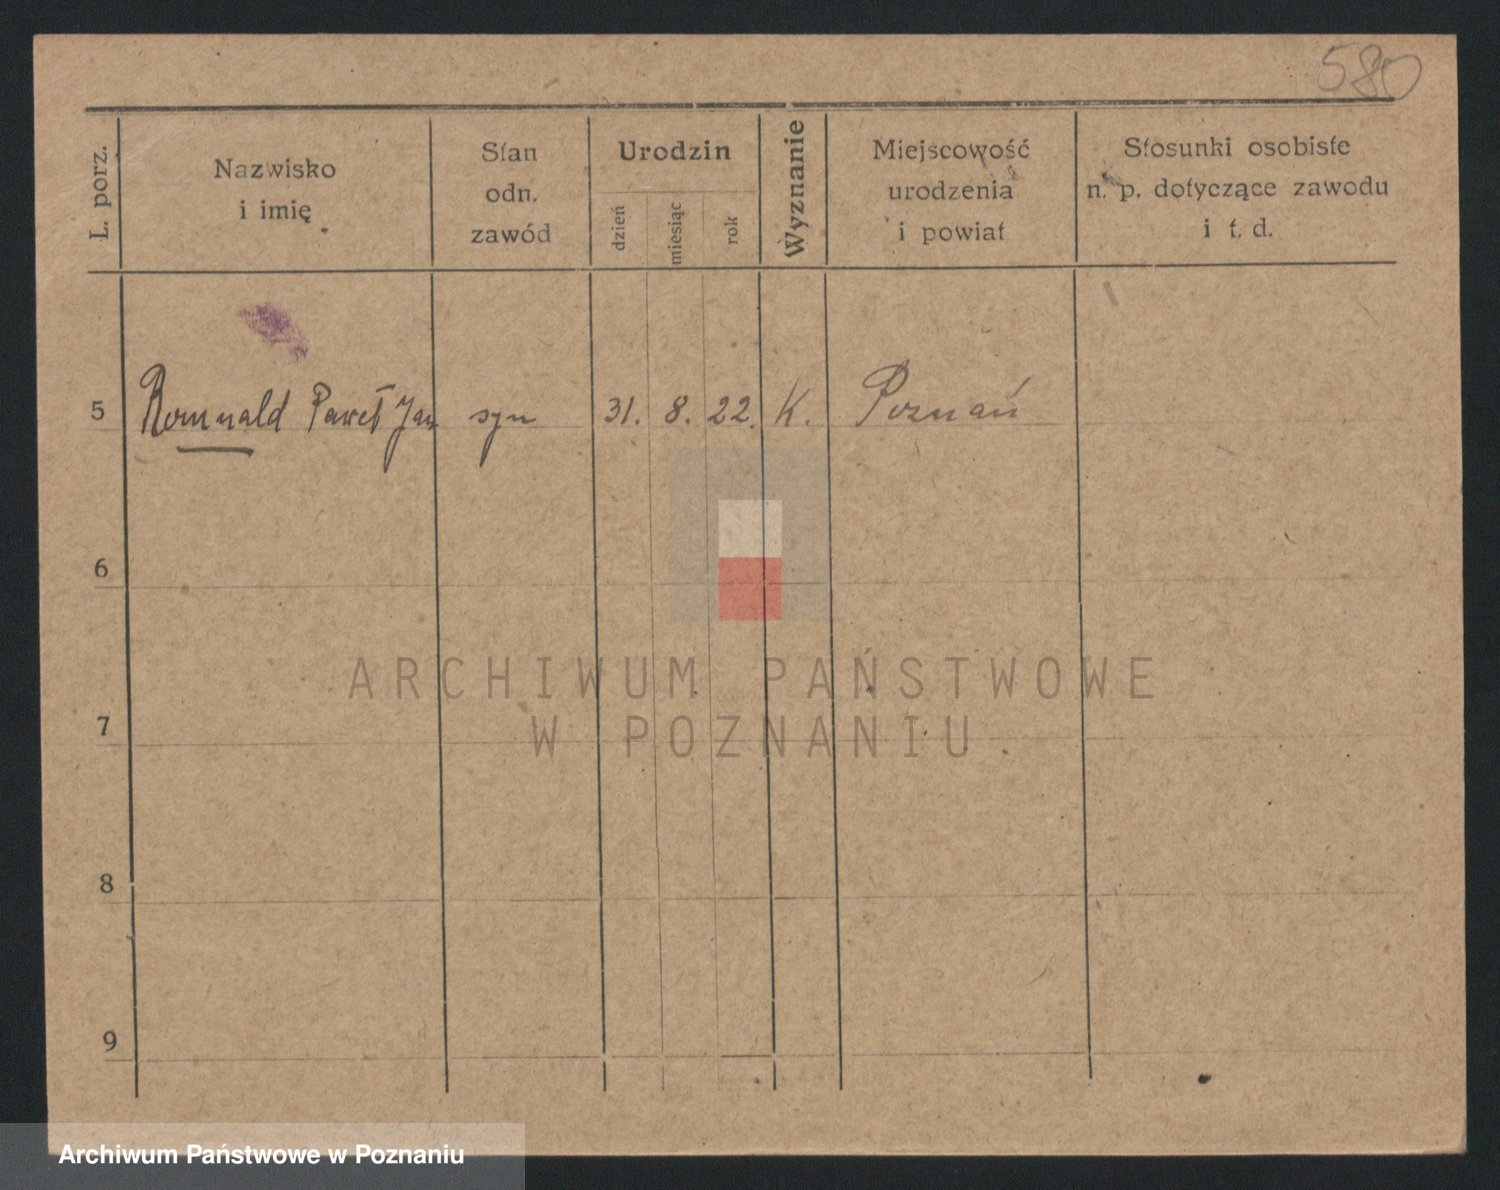 580
L. porz.
Nazwisko
i imię
Stan
odn.
zawód
Urodzin
dzień
miesiąc
rok
Wyznanie
Miejscowość
urodzenia
i powiat
Stosunki osobiste
n. p. dotyczące zawodu
i t. d.
5 Romuald Paweł Jan syn 31. 8. 22. K. Poznań
6
7
8
9
ARCHIWUM PAŃSTWOWE
W POZNANIU
Archiwum Państwowe w Poznaniu